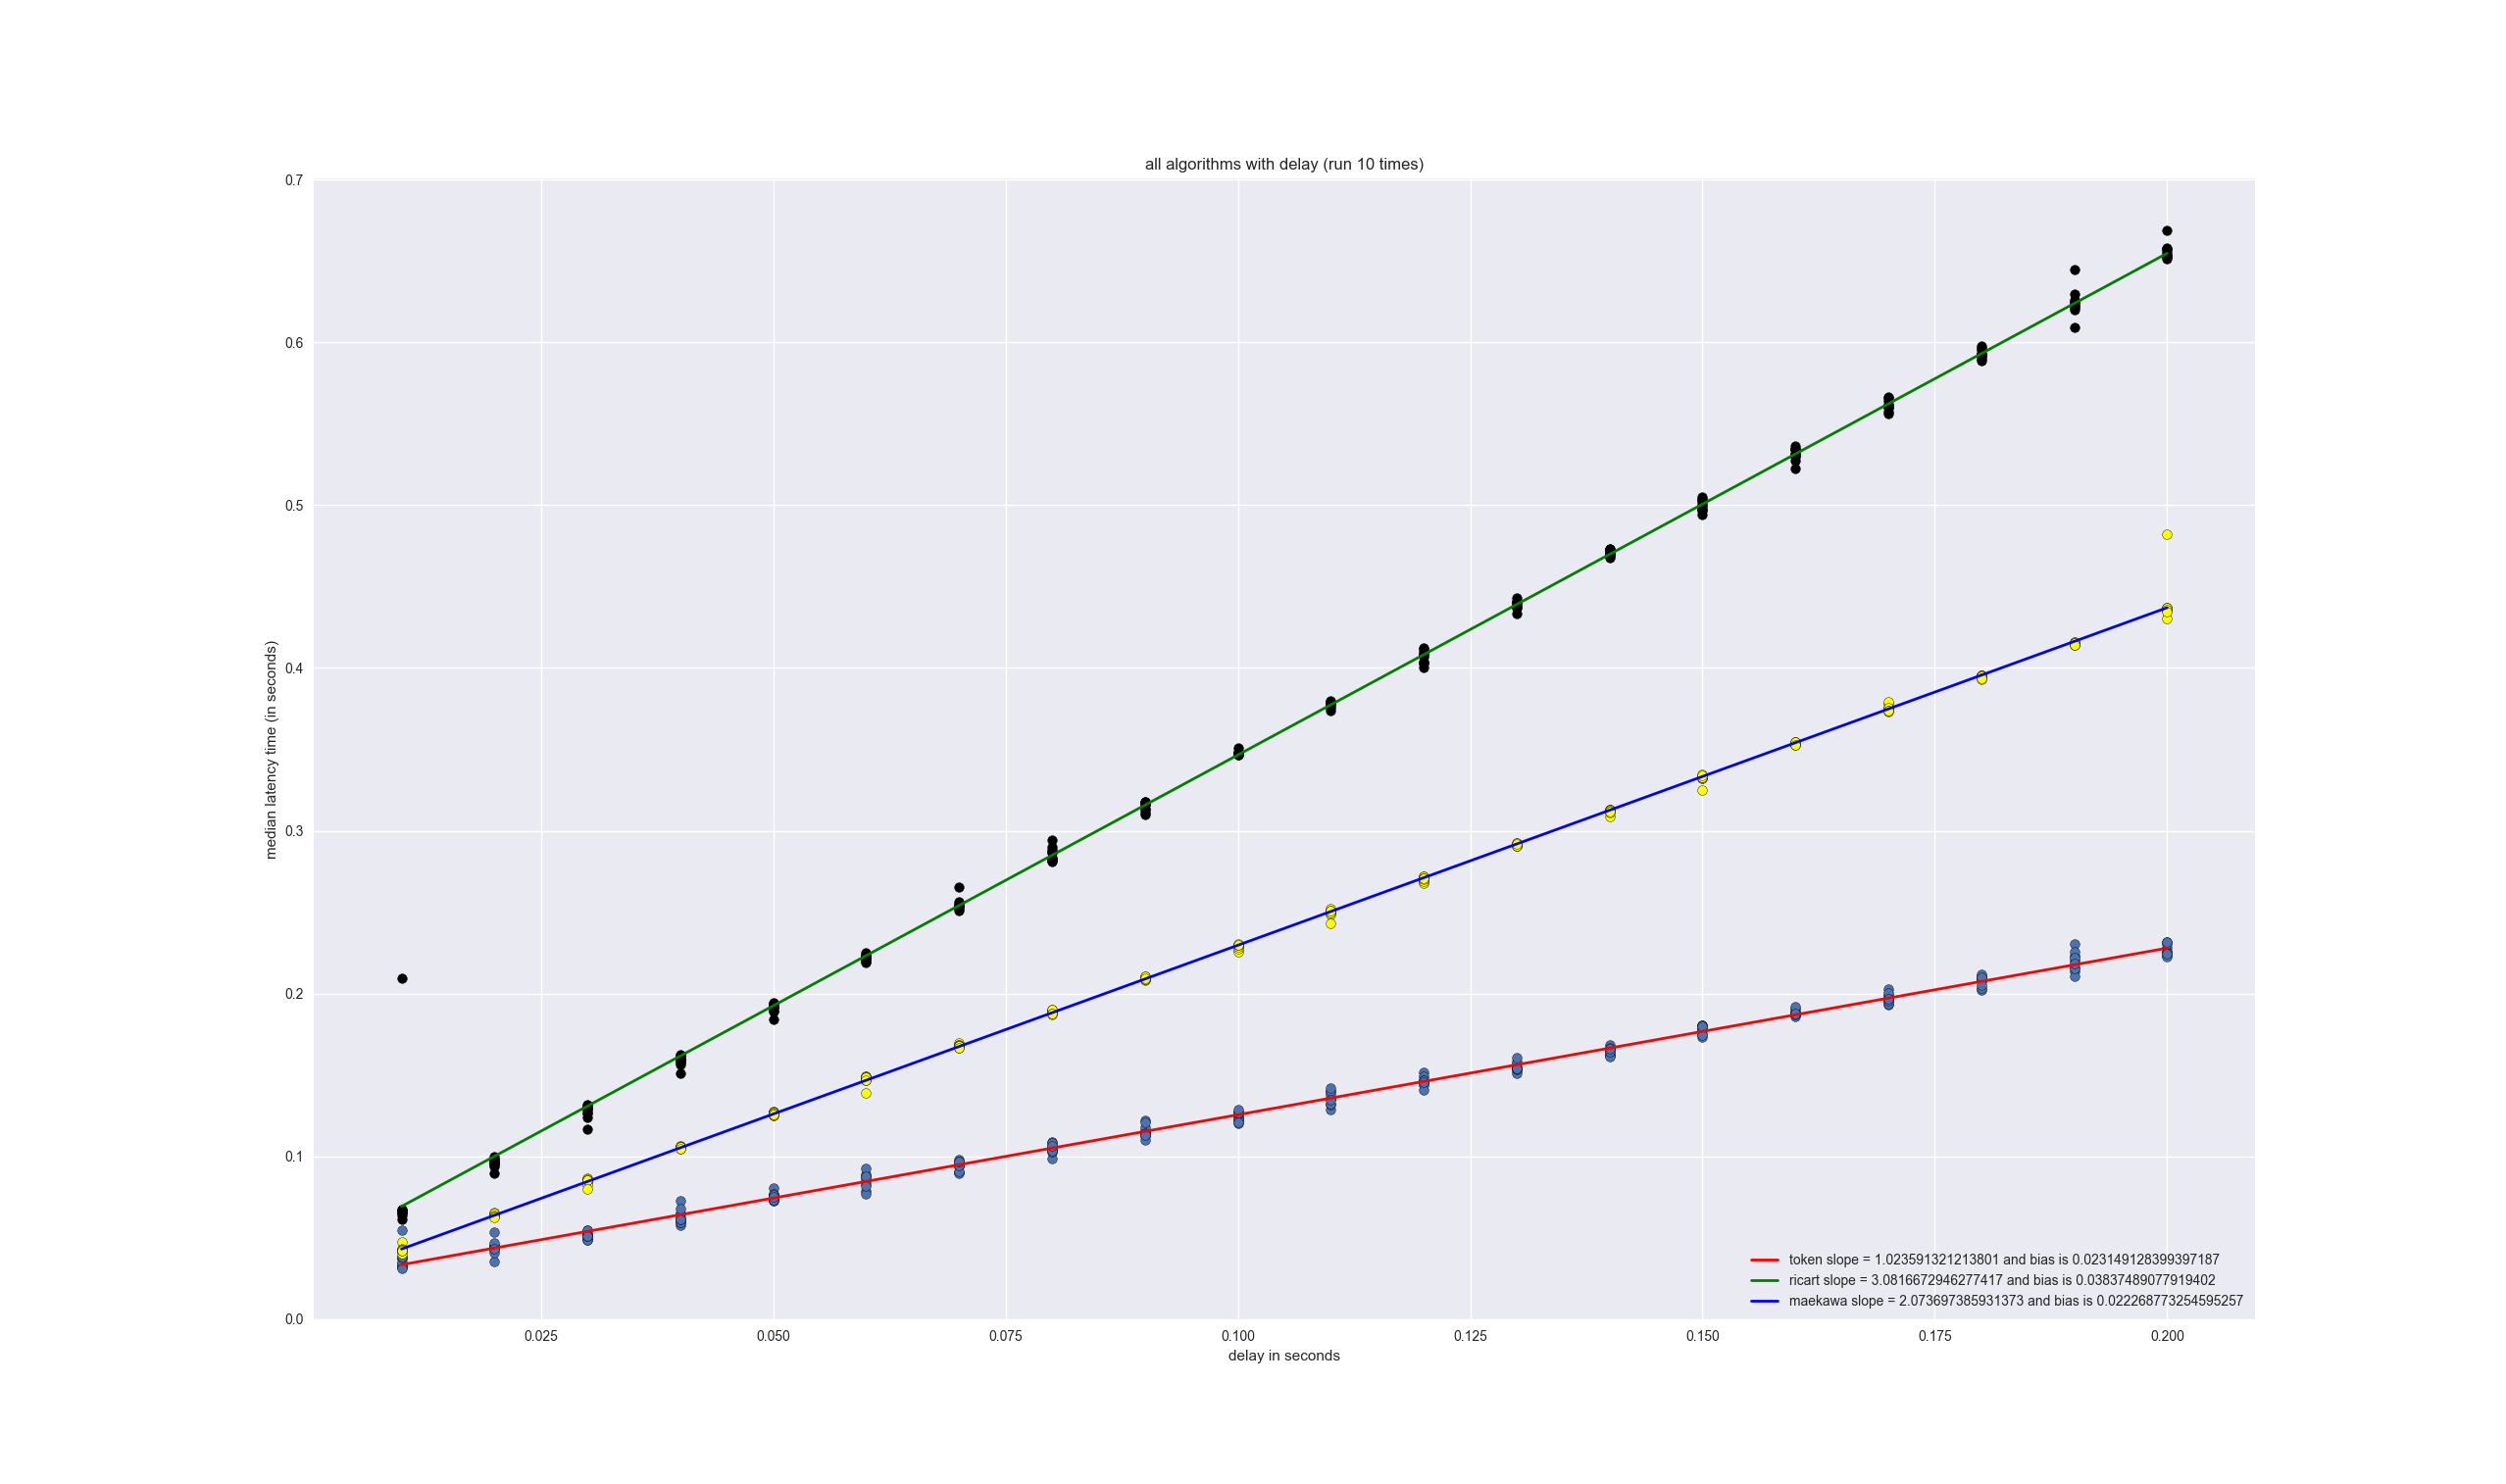 all algorithms with delay (run 10 times)
0.7
0.6
0.5
0.4
0.3
0.2
0.1
0.0
median latency time (in seconds)
token slope = 1.023591321213801 and bias is 0.023149128399397187
ricart slope = 3.0816672946277417 and bias is 0.03837489077919402
maekawa slope = 2.073697385931373 and bias is 0.022268773254595257
0.025 0.050 0.075 0.100 0.125 0.150 0.175 0.200
delay in seconds